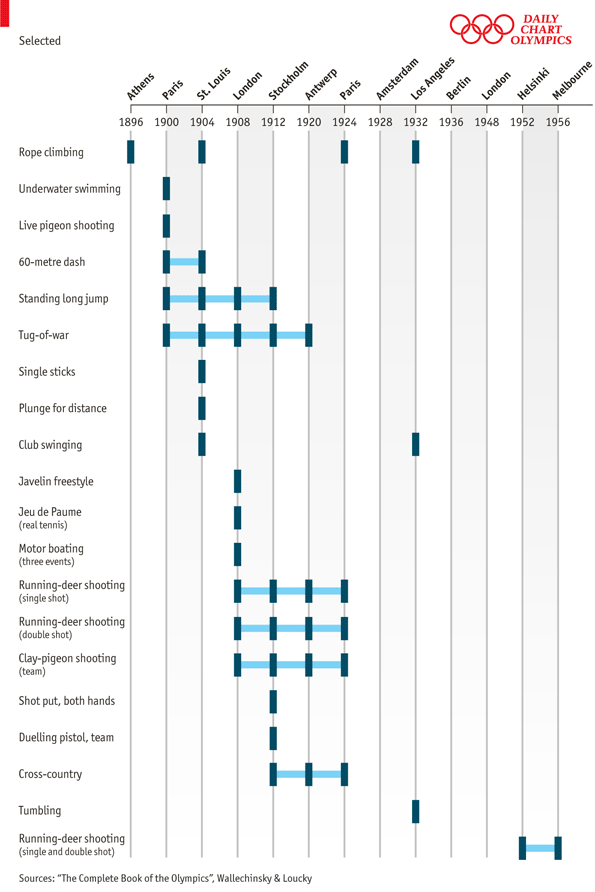 DAILY
CHART
OLYMPICS
Selected
Athens Paris St. Louis London Stockholm Antwerp Paris Amsterdam Los Angeles Berlin London Helsinki Melbourne
1896 1900 1904 1908 1912 1920 1924 1928 1932 1936 1948 1952 1956
Rope climbing
Underwater swimming
Live pigeon shooting
60-metre dash
Standing long jump
Tug-of-war
Single sticks
Plunge for distance
Club swinging
Javelin freestyle
Jeu de Paume
(real tennis)
Motor boating
(three events)
Running-deer shooting
(single shot)
Running-deer shooting
(double shot)
Clay-pigeon shooting
(team)
Shot put, both hands
Duelling pistol, team
Cross-country
Tumbling
Running-deer shooting
(single and double shot)
Sources: “The Complete Book of the Olympics”, Wallechinsky & Loucky